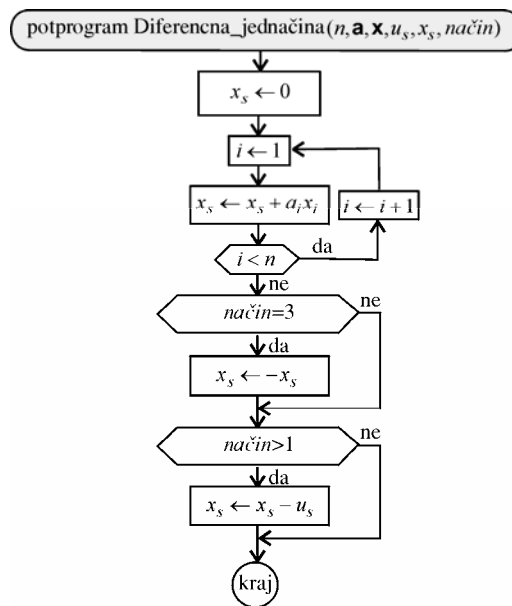 potprogram Diferencna_jednačina(n,a,x,u_s,x_s,način)
x_s ← 0
i ← 1
x_s ← x_s + a_i x_i
i ← i + 1
i < n
da
ne
način=3
ne
da
x_s ← −x_s
način>1
ne
da
x_s ← x_s − u_s
kraj